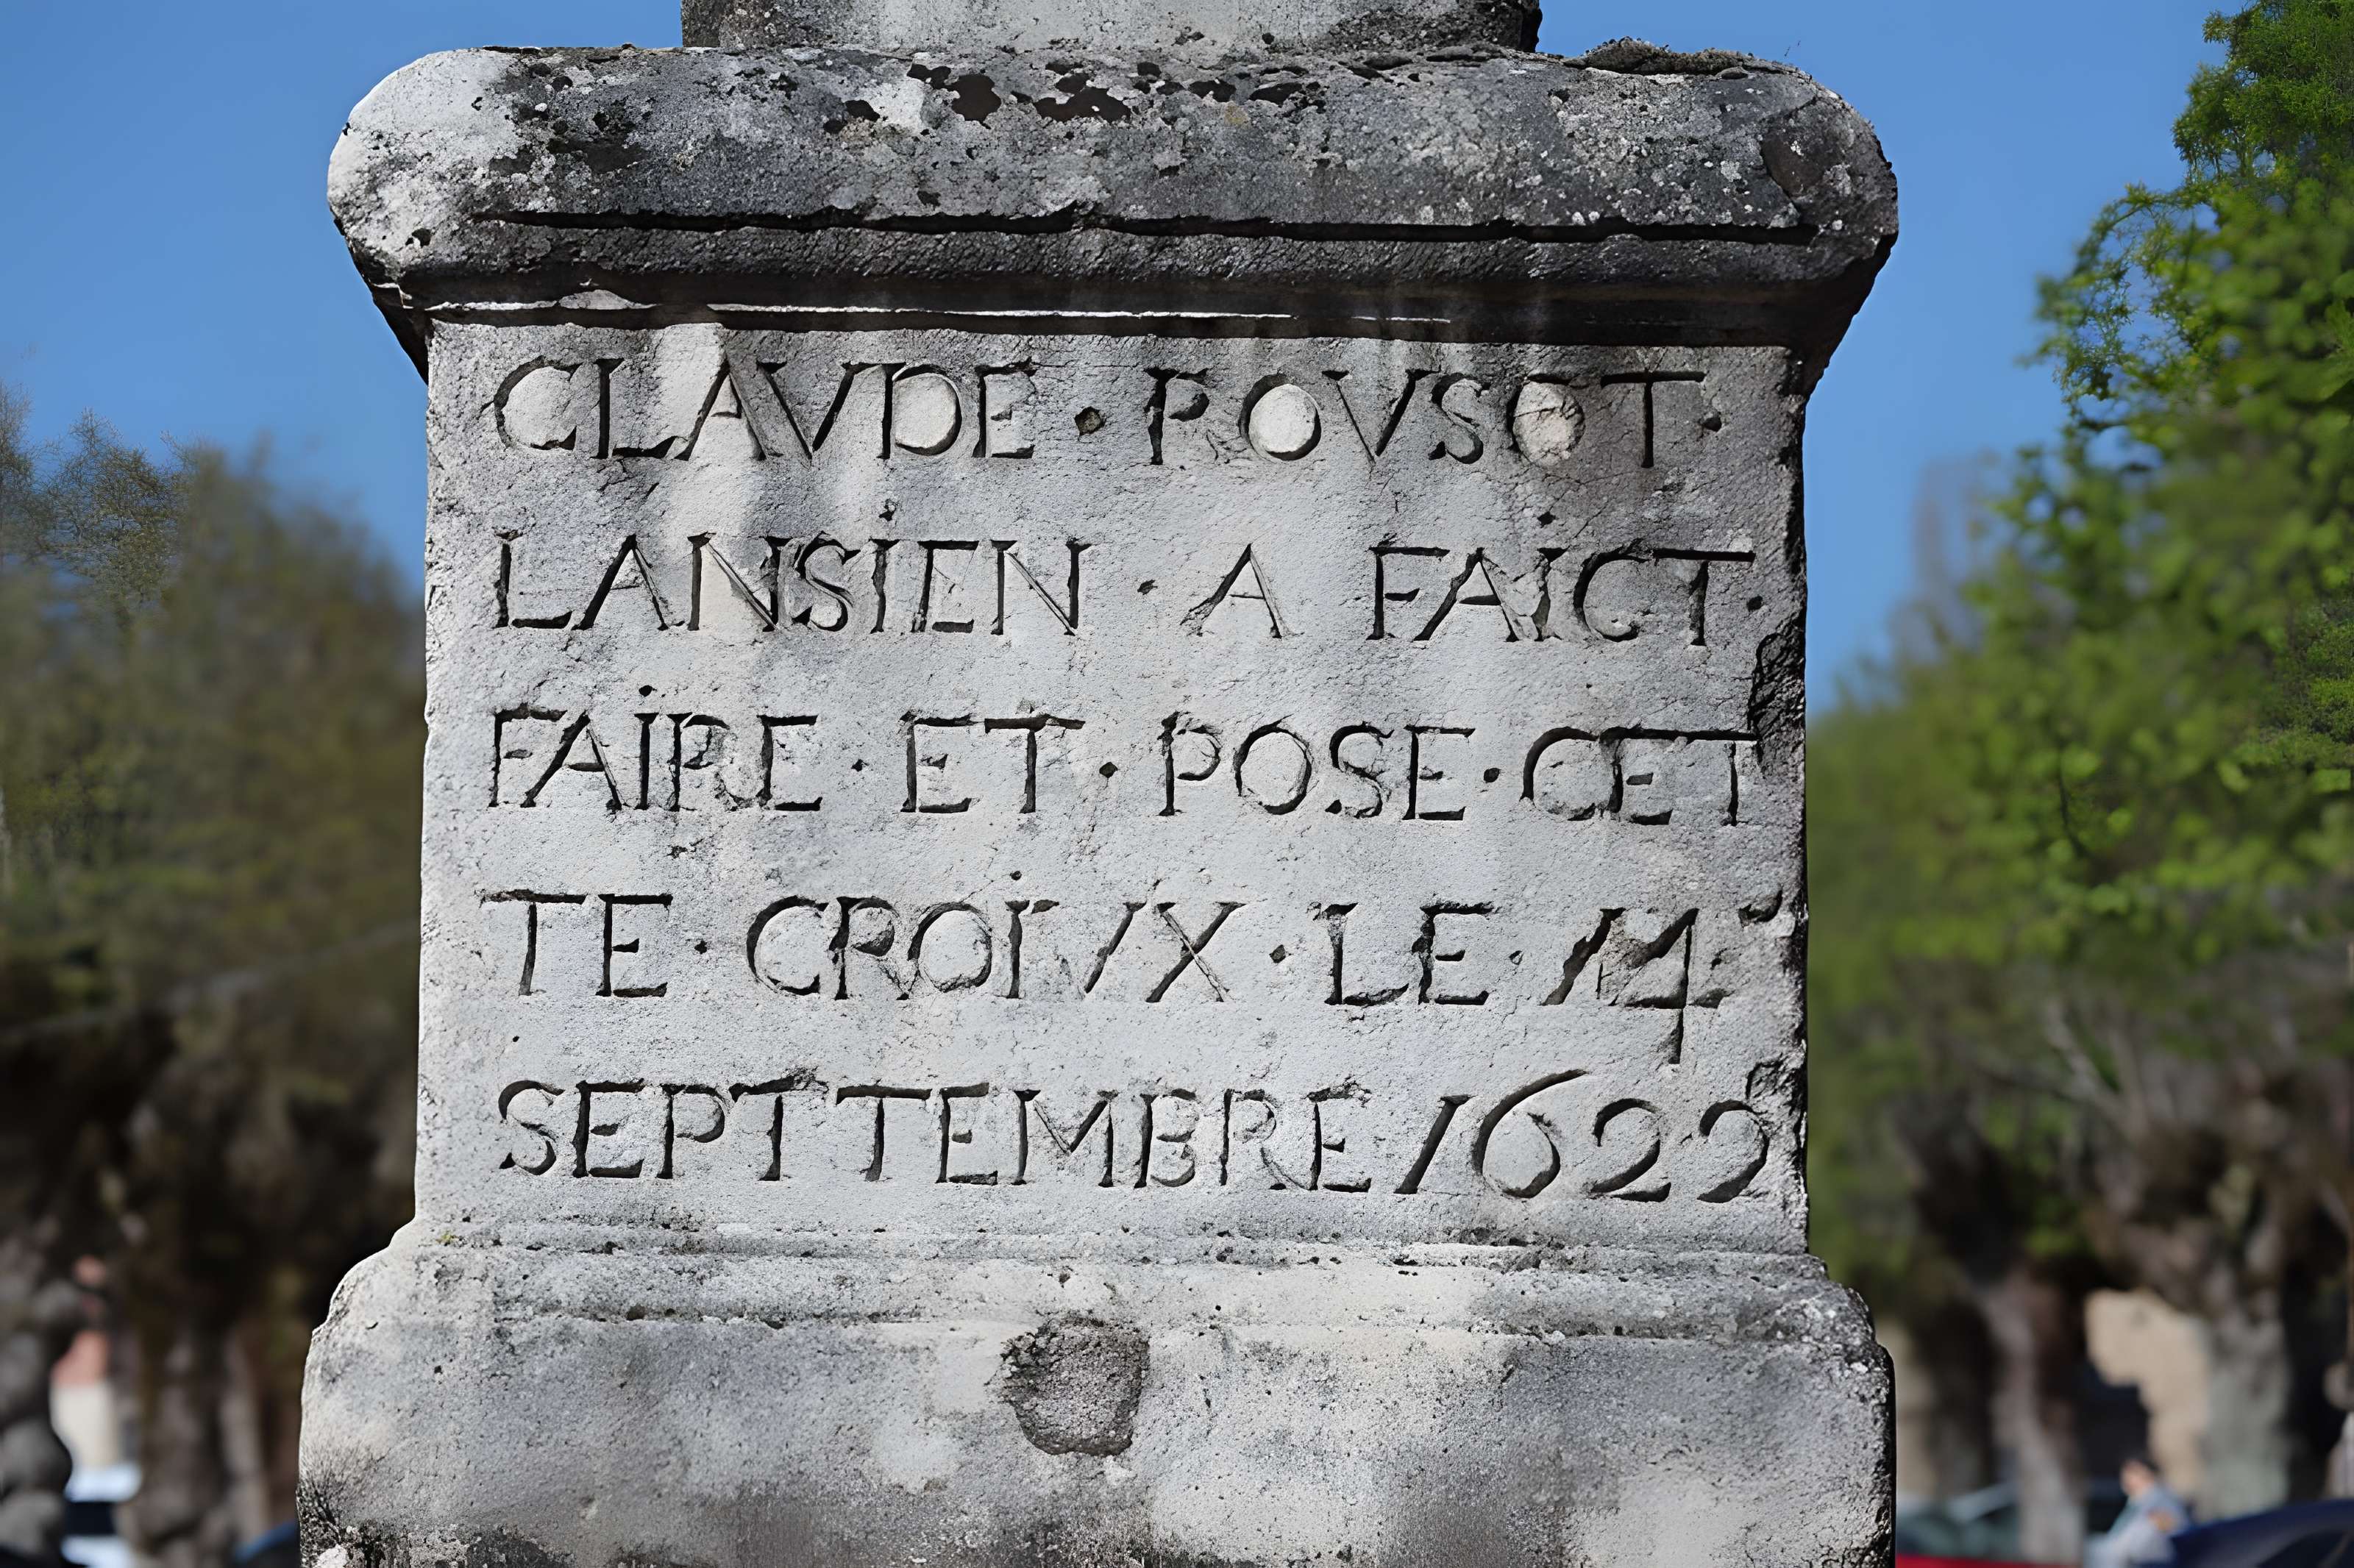 CLAVDE · POVSOT ·
LANSIEN · A FAICT ·
FAIRE · ET · POSE · CET
TE · CROIVX · LE · 14
SEPTTEMBRE 1622